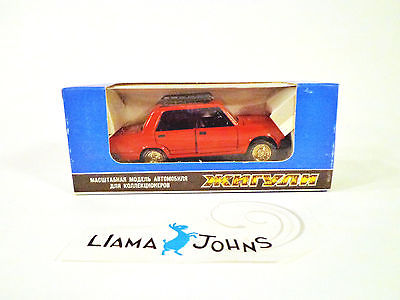 МАСШТАБНАЯ МОДЕЛЬ АВТОМОБИЛЯ
ДЛЯ КОЛЛЕКЦИОНЕРОВ
ЖИГУЛИ
LIAMA JOHNS